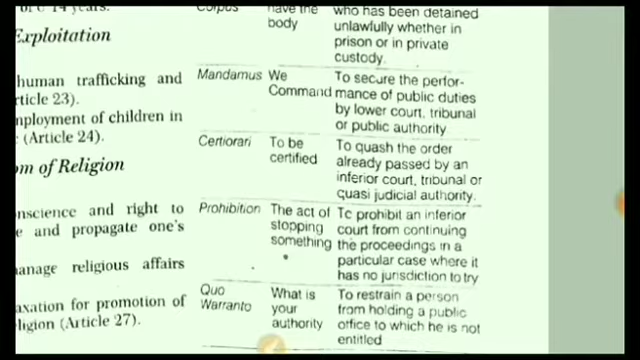 of 6-14 years.
Exploitation
human trafficking and
rticle 23).
nployment of children in
(Article 24).
om of Religion
nscience and right to
e and propagate one's
anage religious affairs
axation for promotion of
ligion (Article 27).
Corpus have the body who has been detained
unlawfully whether in
prison or in private
custody.
Mandamus We Command To secure the perfor-
mance of public duties
by lower court, tribunal
or public authority
Certiorari To be certified To quash the order
already passed by an
inferior court, tribunal or
quasi judicial authority.
Prohibition The act of stopping something To prohibit an inferior
court from continuing
the proceedings in a
particular case where it
has no jurisdiction to try
Quo Warranto What is your authority To restrain a person
from holding a public
office to which he is not
entitled